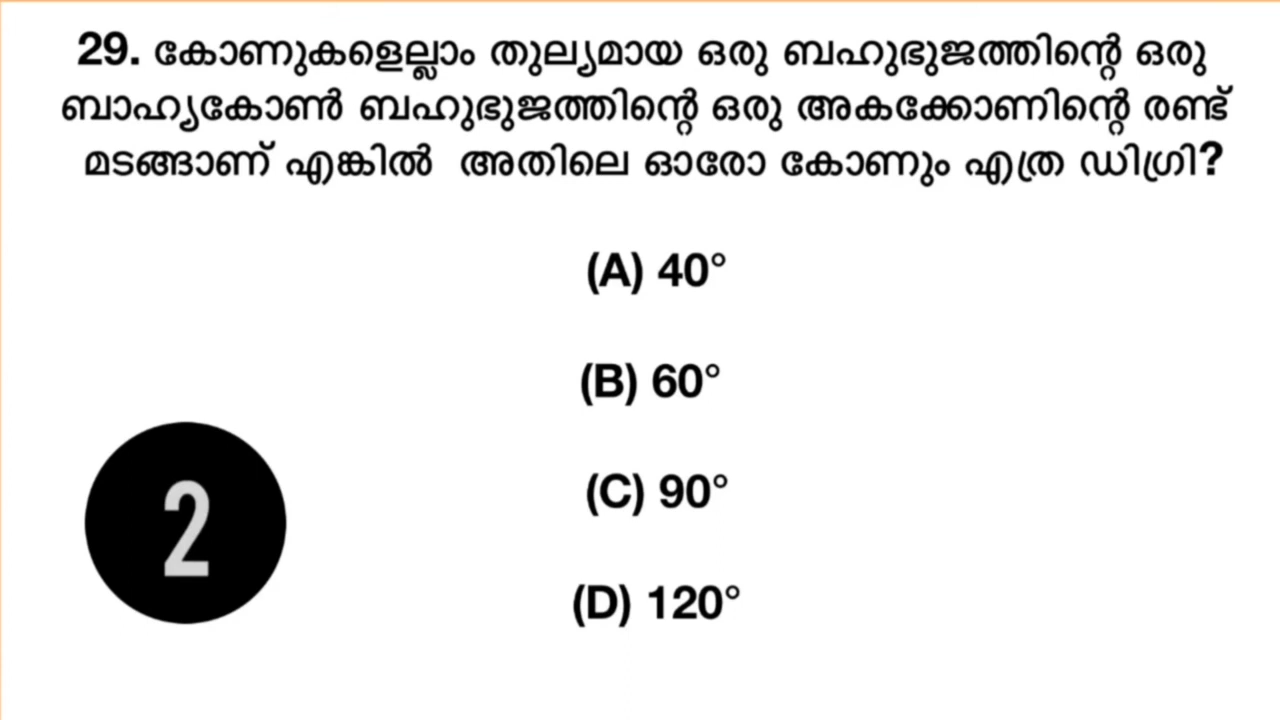 29. കോണുകളെല്ലാം തുല്യമായ ഒരു ബഹുഭുജത്തിന്റെ ഒരു
ബാഹ്യകോൺ ബഹുഭുജത്തിന്റെ ഒരു അകക്കോണിന്റെ രണ്ട്
മടങ്ങാണ് എങ്കിൽ അതിലെ ഓരോ കോണും എത്ര ഡിഗ്രി?
(A) 40°
(B) 60°
(C) 90°
(D) 120°
2